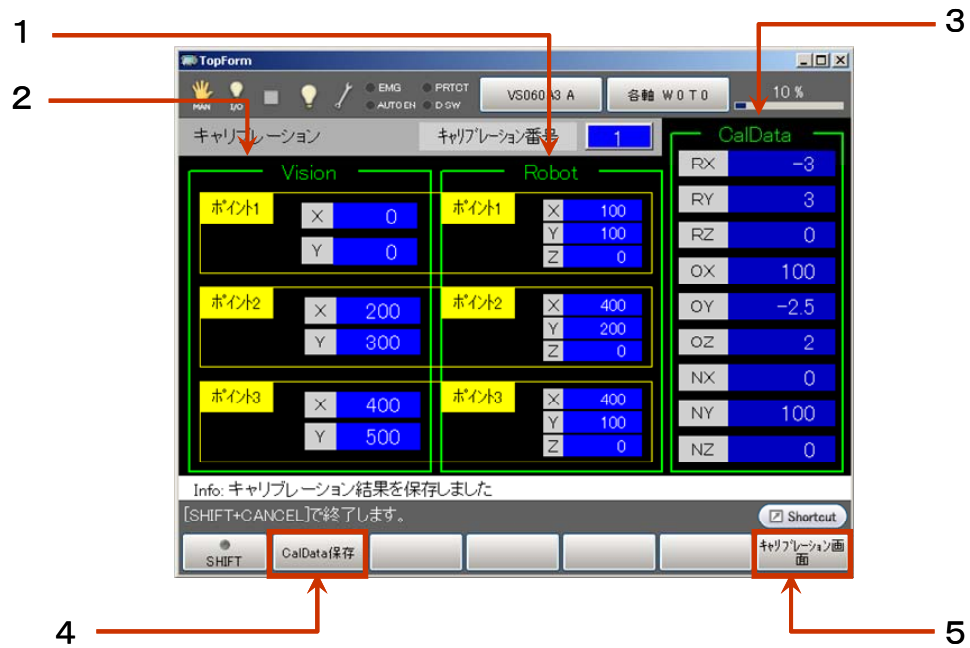 1
3
2
TopForm
MAN
I/O
EMG
AUTO EN
PRTCT
D SW
VS060A3 A
各軸 W0T0
10 %
キャリブレーション
キャリブレーション番号
1
CalData
Vision
Robot
ポイント1
X 0
Y 0
ポイント1
X 100
Y 100
Z 0
ポイント2
X 200
Y 300
ポイント2
X 400
Y 200
Z 0
ポイント3
X 400
Y 500
ポイント3
X 400
Y 100
Z 0
RX -3
RY 3
RZ 0
OX 100
OY -2.5
OZ 2
NX 0
NY 100
NZ 0
Info: キャリブレーション結果を保存しました
[SHIFT+CANCEL]で終了します。
Shortcut
SHIFT
CalData保存
キャリブレーション画
面
4
5